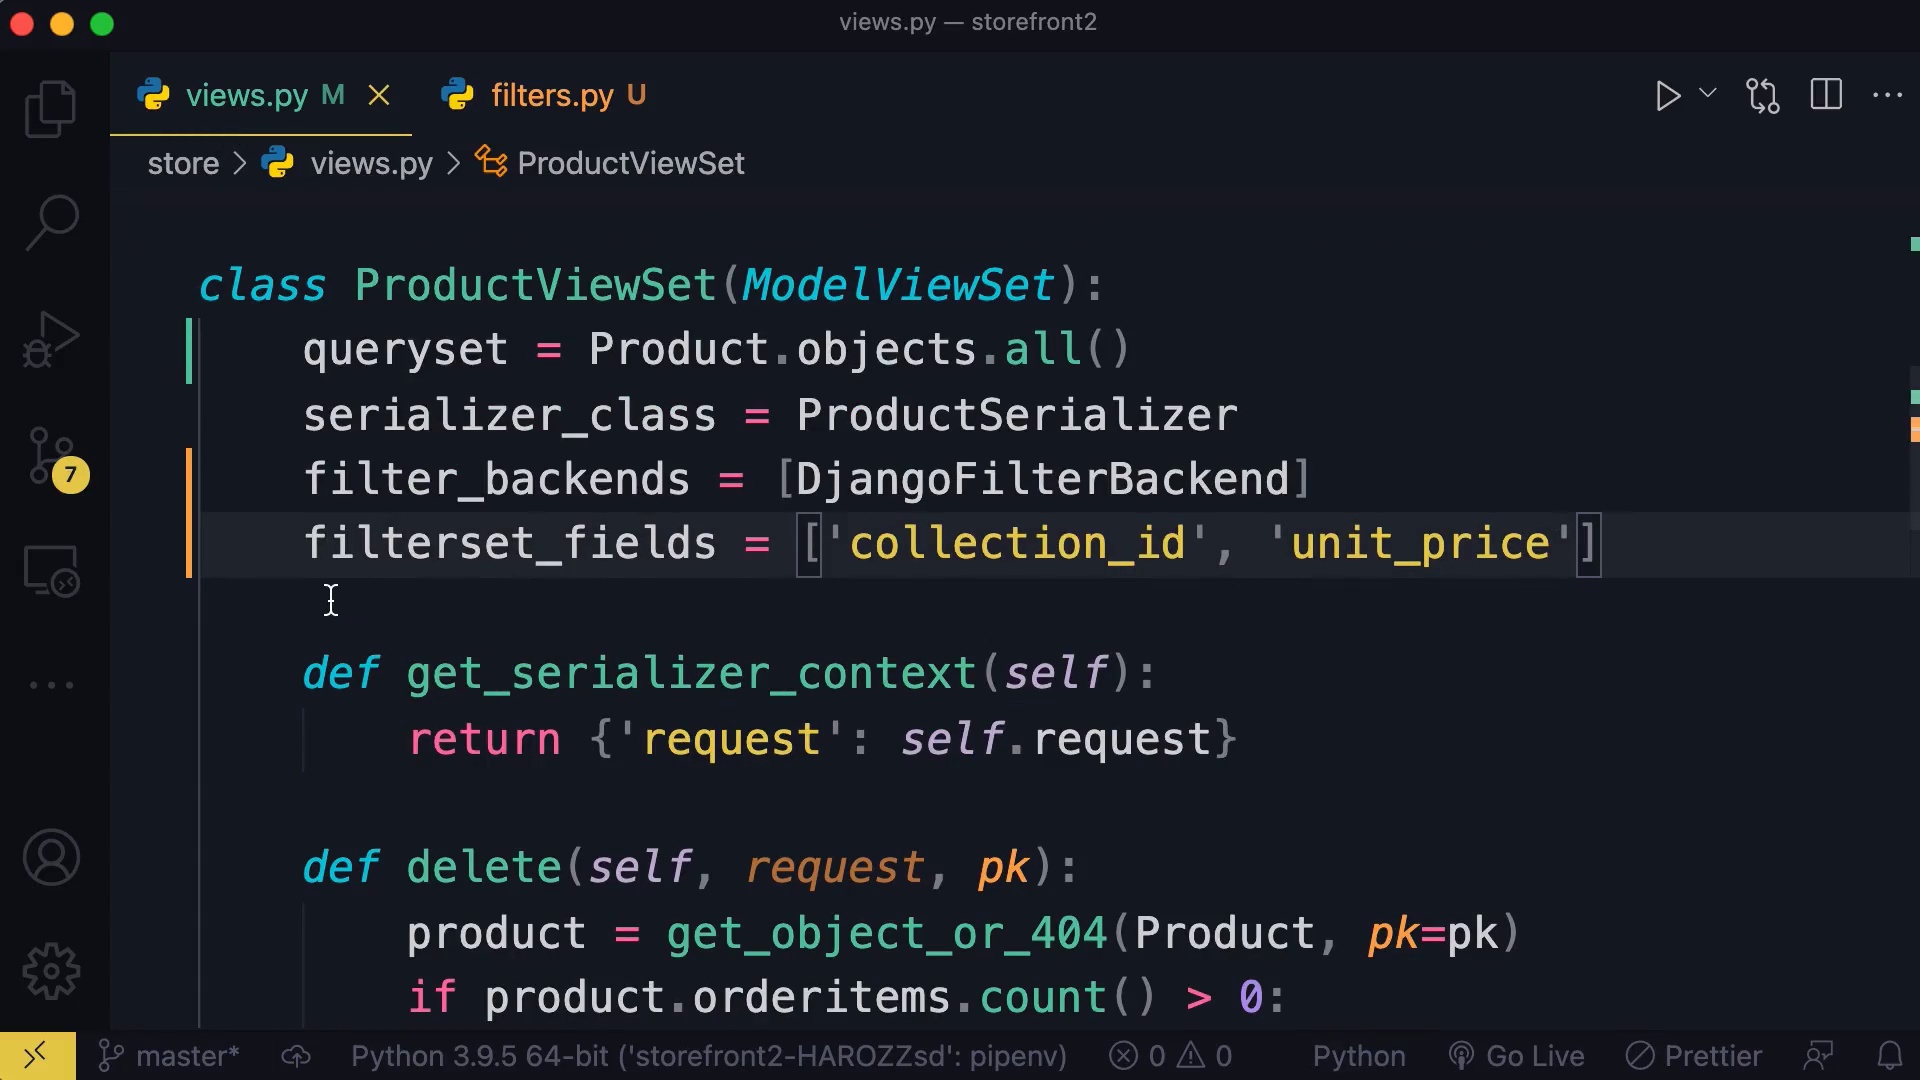 views.py — storefront2
views.py M filters.py U
store > views.py > ProductViewSet
class ProductViewSet(ModelViewSet):
    queryset = Product.objects.all()
    serializer_class = ProductSerializer
    filter_backends = [DjangoFilterBackend]
    filterset_fields = ['collection_id', 'unit_price']
    def get_serializer_context(self):
        return {'request': self.request}
    def delete(self, request, pk):
        product = get_object_or_404(Product, pk=pk)
        if product.orderitems.count() > 0:
7
master* Python 3.9.5 64-bit ('storefront2-HAROZZsd': pipenv) 0 0 Python Go Live Prettier